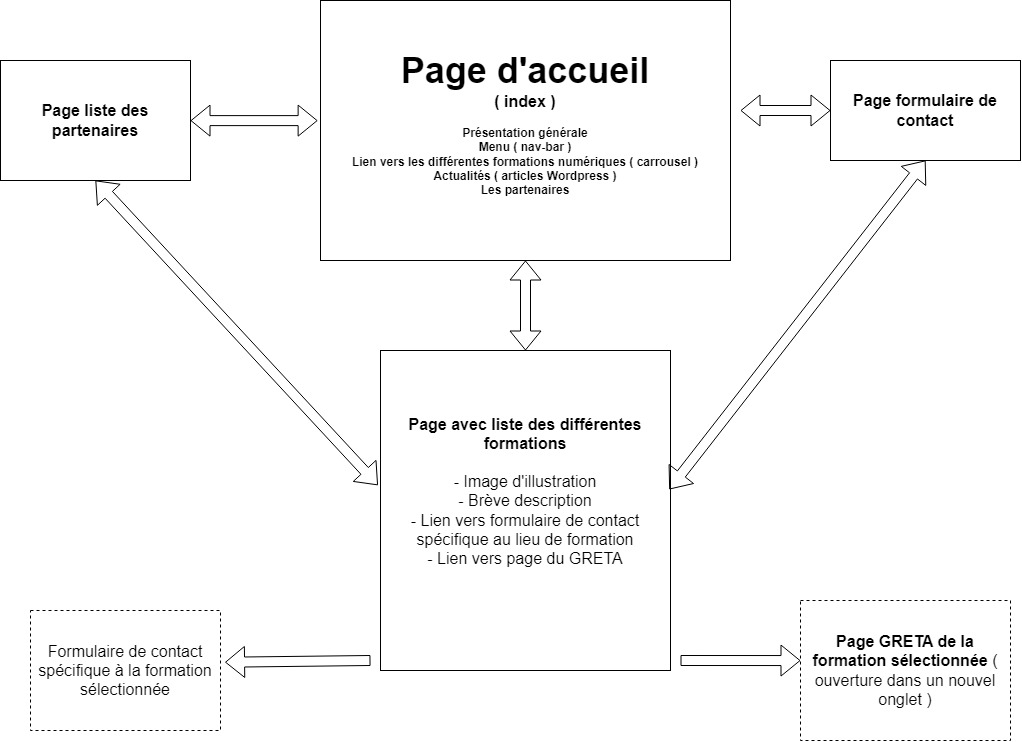 Page d'accueil
( index )
Présentation générale
Menu ( nav-bar )
Lien vers les différentes formations numériques ( carrousel )
Actualités ( articles Wordpress )
Les partenaires
Page liste des
partenaires
Page formulaire de
contact
Page avec liste des différentes
formations
- Image d'illustration
- Brève description
- Lien vers formulaire de contact
spécifique au lieu de formation
- Lien vers page du GRETA
Formulaire de contact
spécifique à la formation
sélectionnée
Page GRETA de la
formation sélectionnée (
ouverture dans un nouvel
onglet )